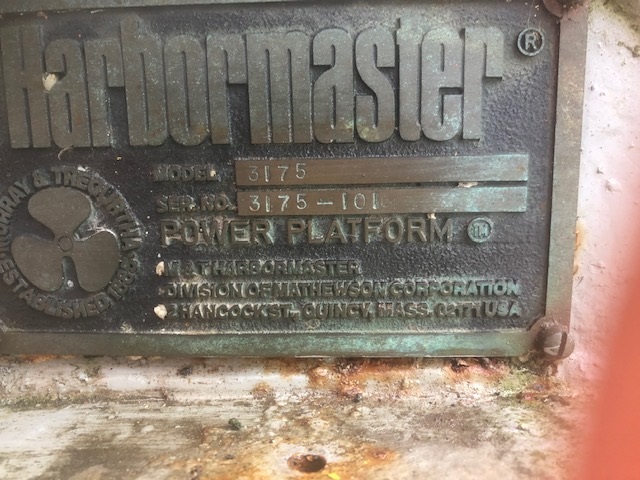 Harbormaster ®
MODEL 3175
SER. NO. 3175-101
POWER PLATFORM TM
MURRAY & TREGURTHA
ESTABLISHED 1885
M & T HARBORMASTER
DIVISION OF MATHEWSON CORPORATION
2 HANCOCK ST., QUINCY, MASS. 02171 USA